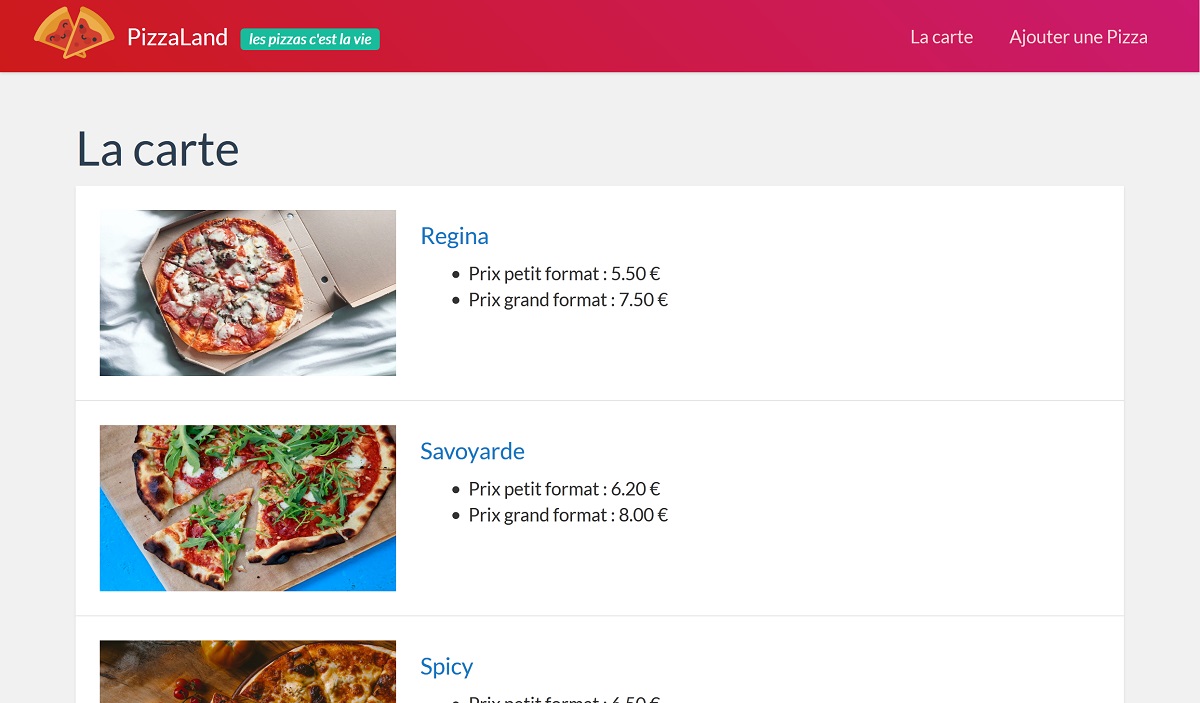 PizzaLand les pizzas c'est la vie La carte Ajouter une Pizza
La carte
Regina
• Prix petit format : 5.50 €
• Prix grand format : 7.50 €
Savoyarde
• Prix petit format : 6.20 €
• Prix grand format : 8.00 €
Spicy
• Prix petit format : 6.50 €